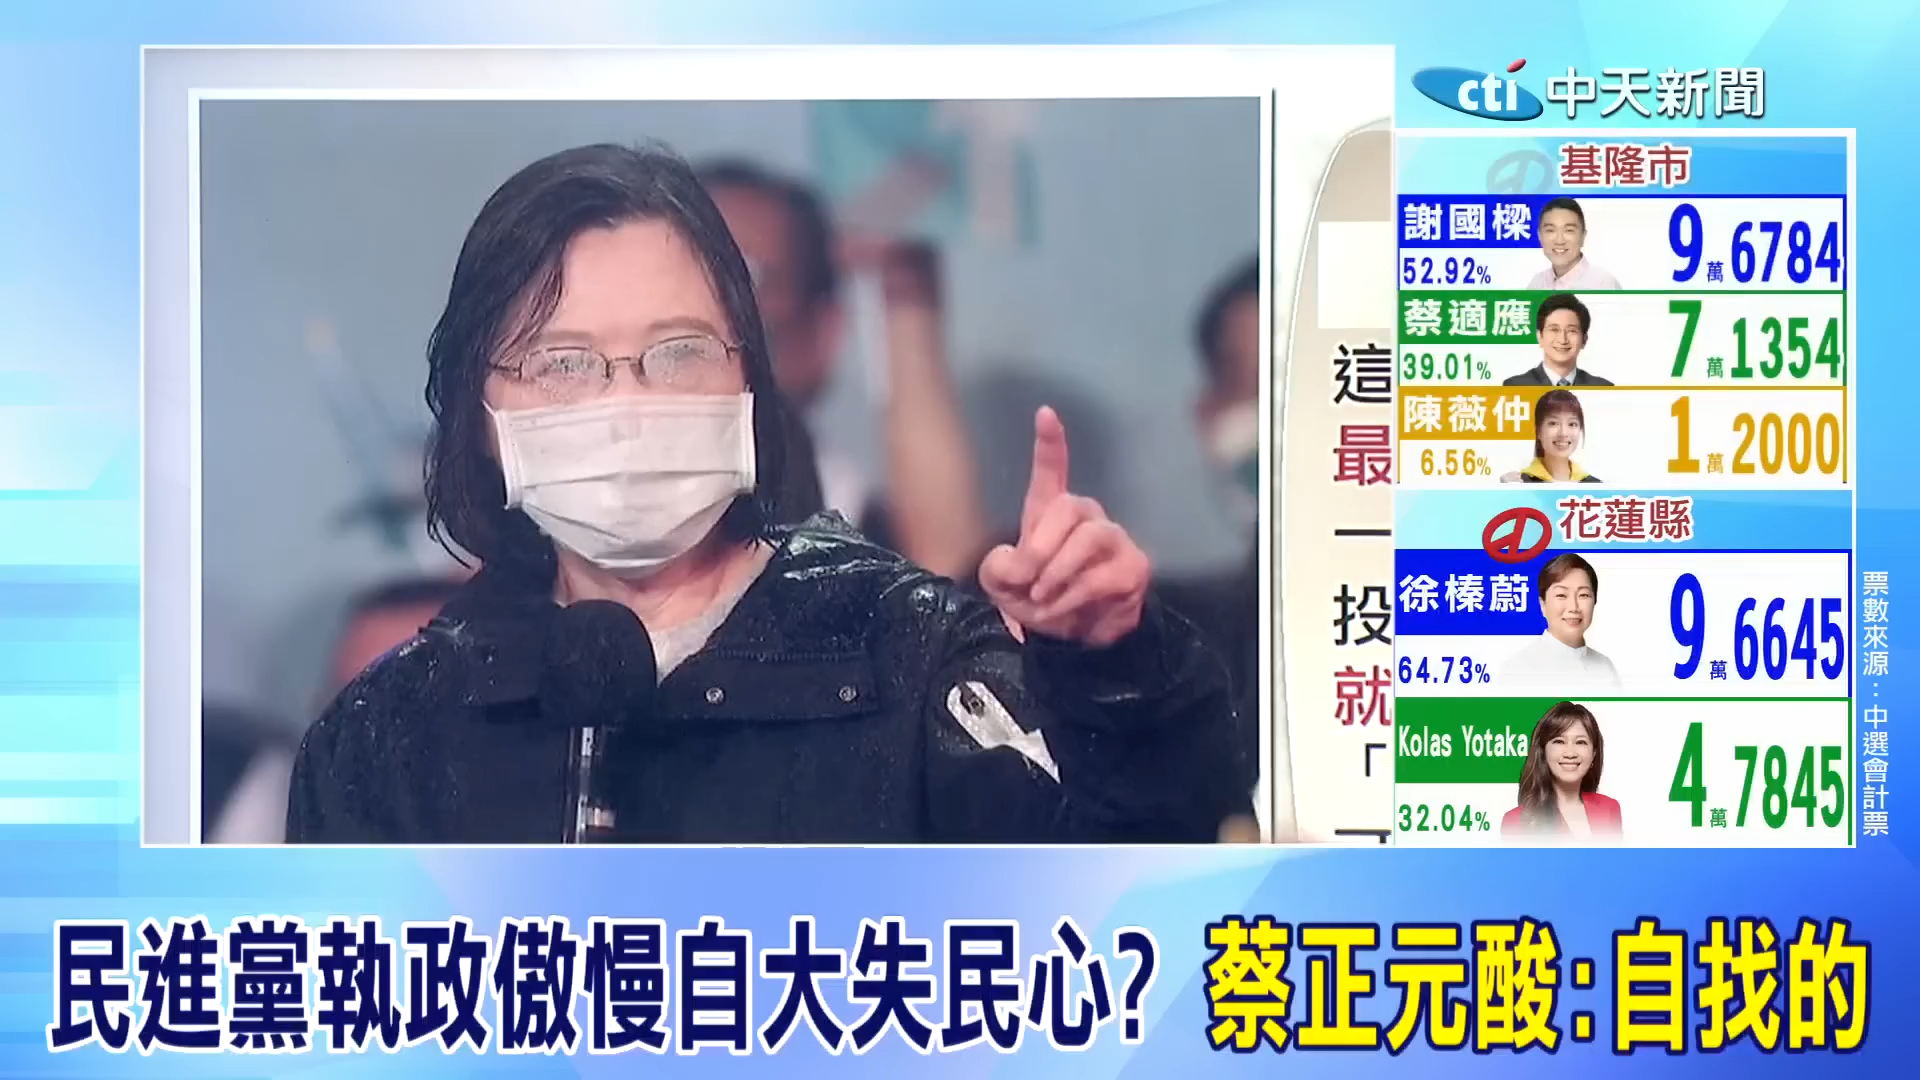 cti 中天新聞
基隆市
謝國樑
52.92%
9萬6784
蔡適應
39.01%
7萬1354
陳薇仲
6.56%
1萬2000
花蓮縣
徐榛蔚
64.73%
9萬6645
Kolas Yotaka
32.04%
4萬7845
票數來源：中選會計票
這
最
一
投
就
「
民進黨執政傲慢自大失民心? 蔡正元酸:自找的